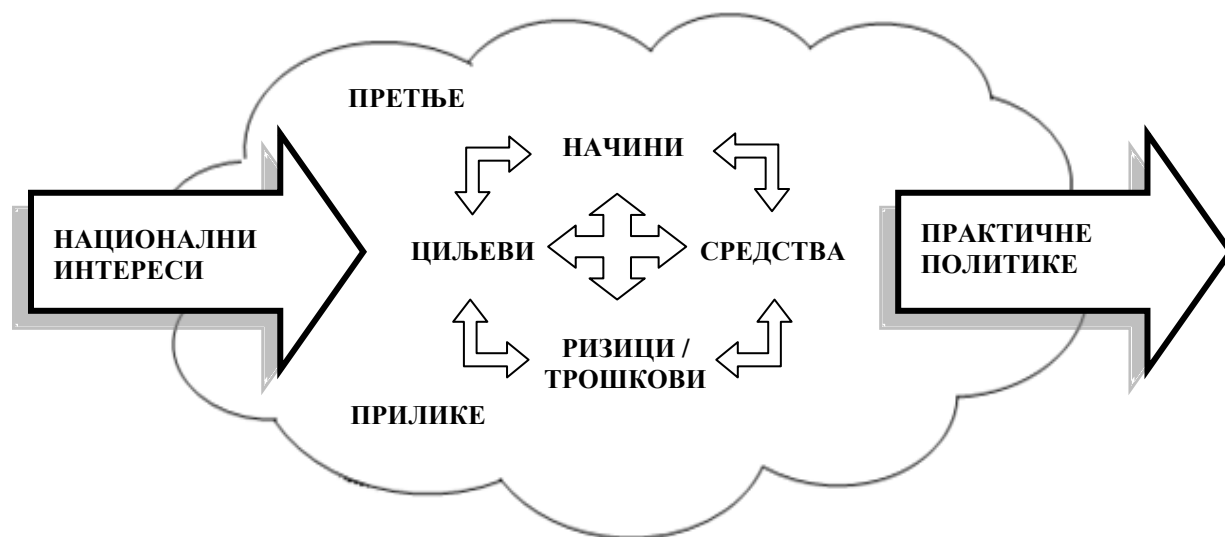 ПРЕТЊЕ
НАЧИНИ
НАЦИОНАЛНИ
ИНТЕРЕСИ
ЦИЉЕВИ
СРЕДСТВА
ПРАКТИЧНЕ
ПОЛИТИКЕ
РИЗИЦИ /
ТРОШКОВИ
ПРИЛИКЕ